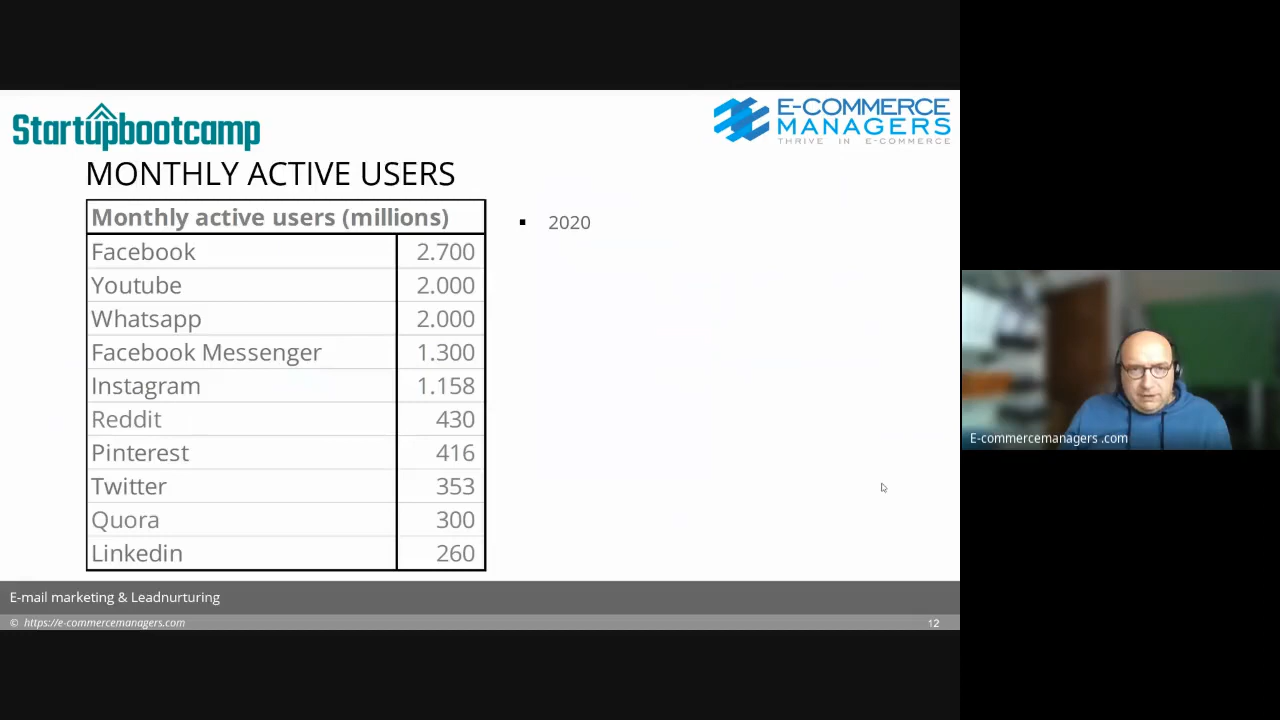 Startupbootcamp
E-COMMERCE
MANAGERS
THRIVE IN E-COMMERCE
MONTHLY ACTIVE USERS
Monthly active users (millions)
Facebook 2.700
Youtube 2.000
Whatsapp 2.000
Facebook Messenger 1.300
Instagram 1.158
Reddit 430
Pinterest 416
Twitter 353
Quora 300
Linkedin 260
▪ 2020
E-commercemanagers .com
E-mail marketing & Leadnurturing
© https://e-commercemanagers.com 12